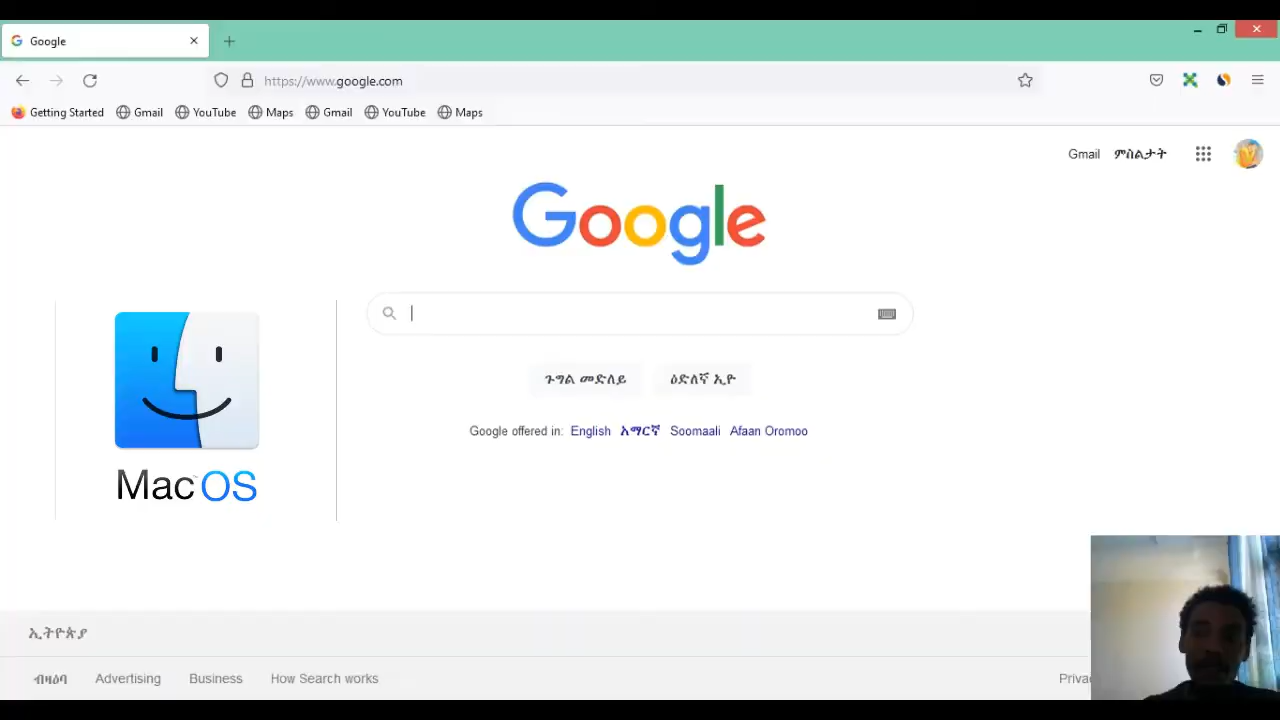 Google
https://www.google.com
Getting Started Gmail YouTube Maps Gmail YouTube Maps
Gmail ምስልታት
Google
ጉግል መድለይ ዕድለኛ ኢዮ
Google offered in: English አማርኛ Soomaali Afaan Oromoo
MacOS
ኢትዮጵያ
ብዛዕባ Advertising Business How Search works